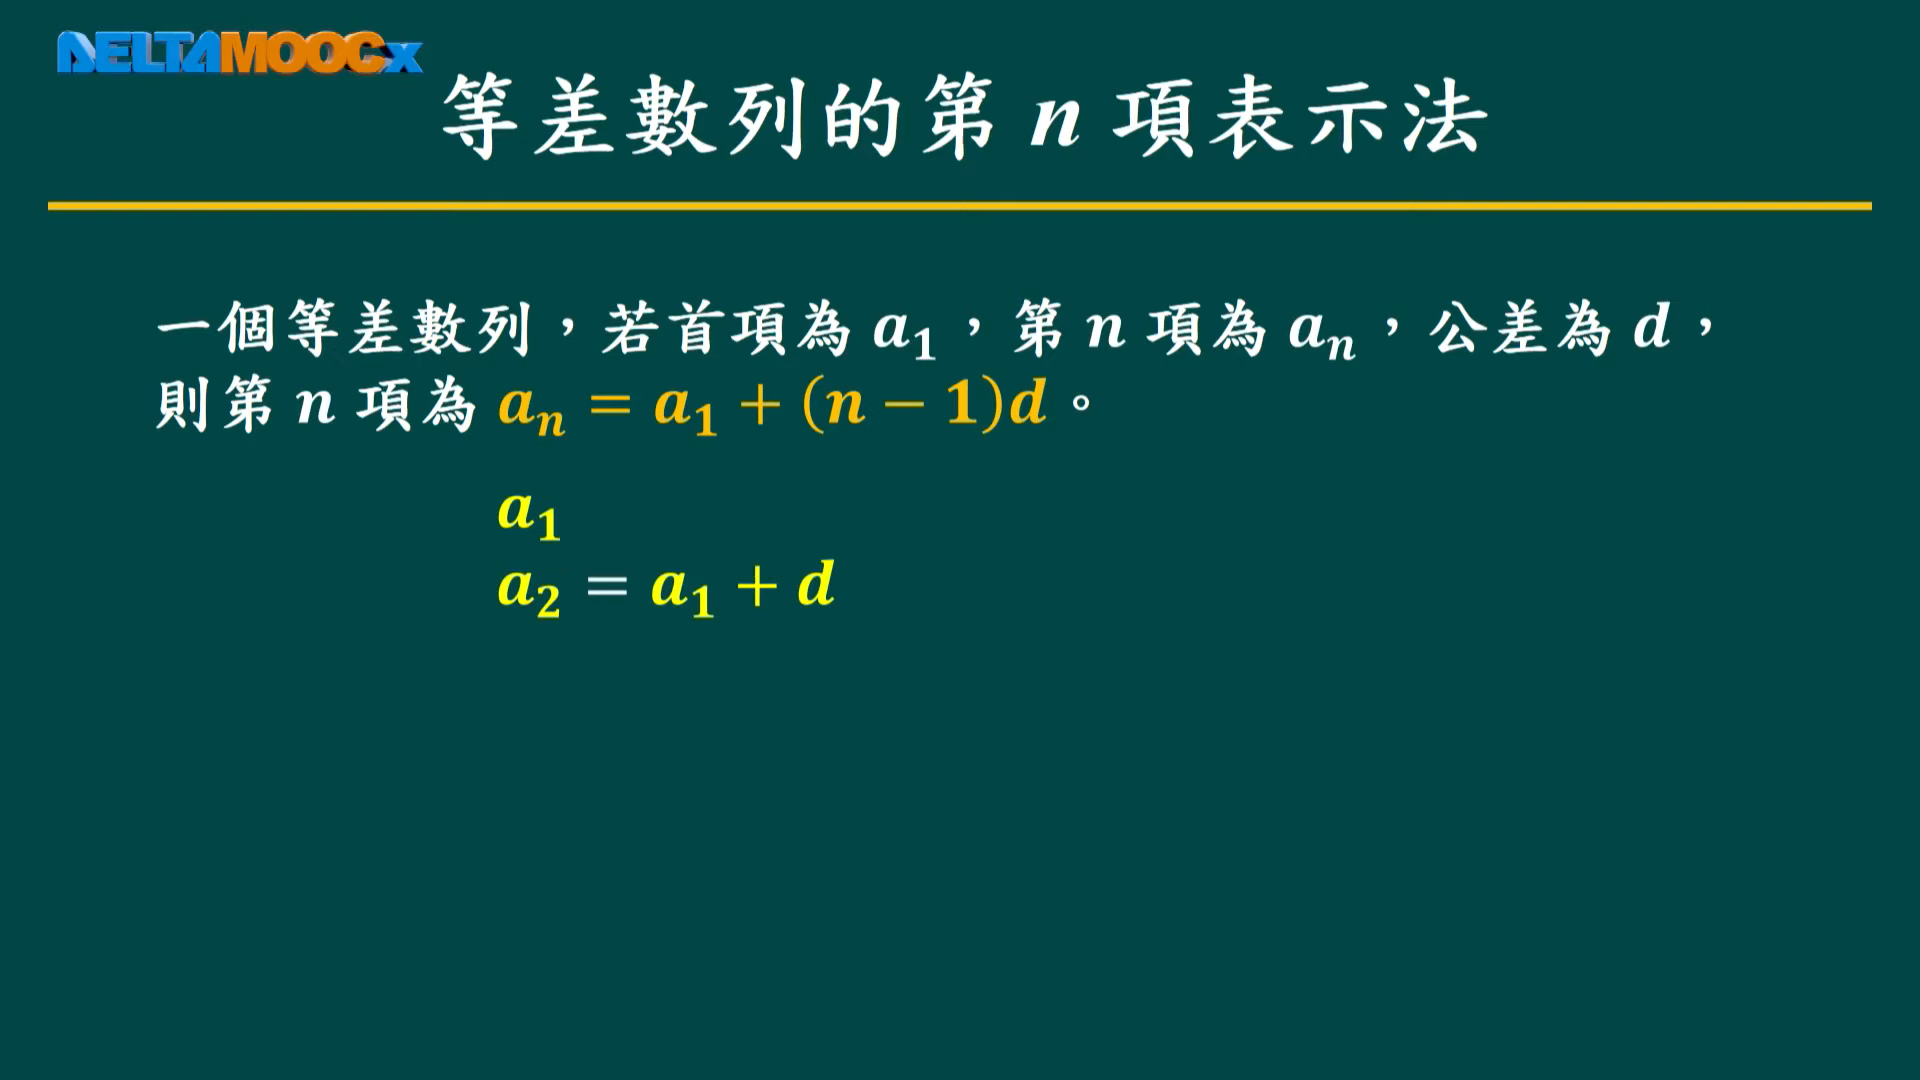 DELTAMOOCx
等差數列的第 n 項表示法
一個等差數列，若首項為 a₁，第 n 項為 aₙ，公差為 d，
則第 n 項為 aₙ = a₁ + (n − 1)d。
a₁
a₂ = a₁ + d